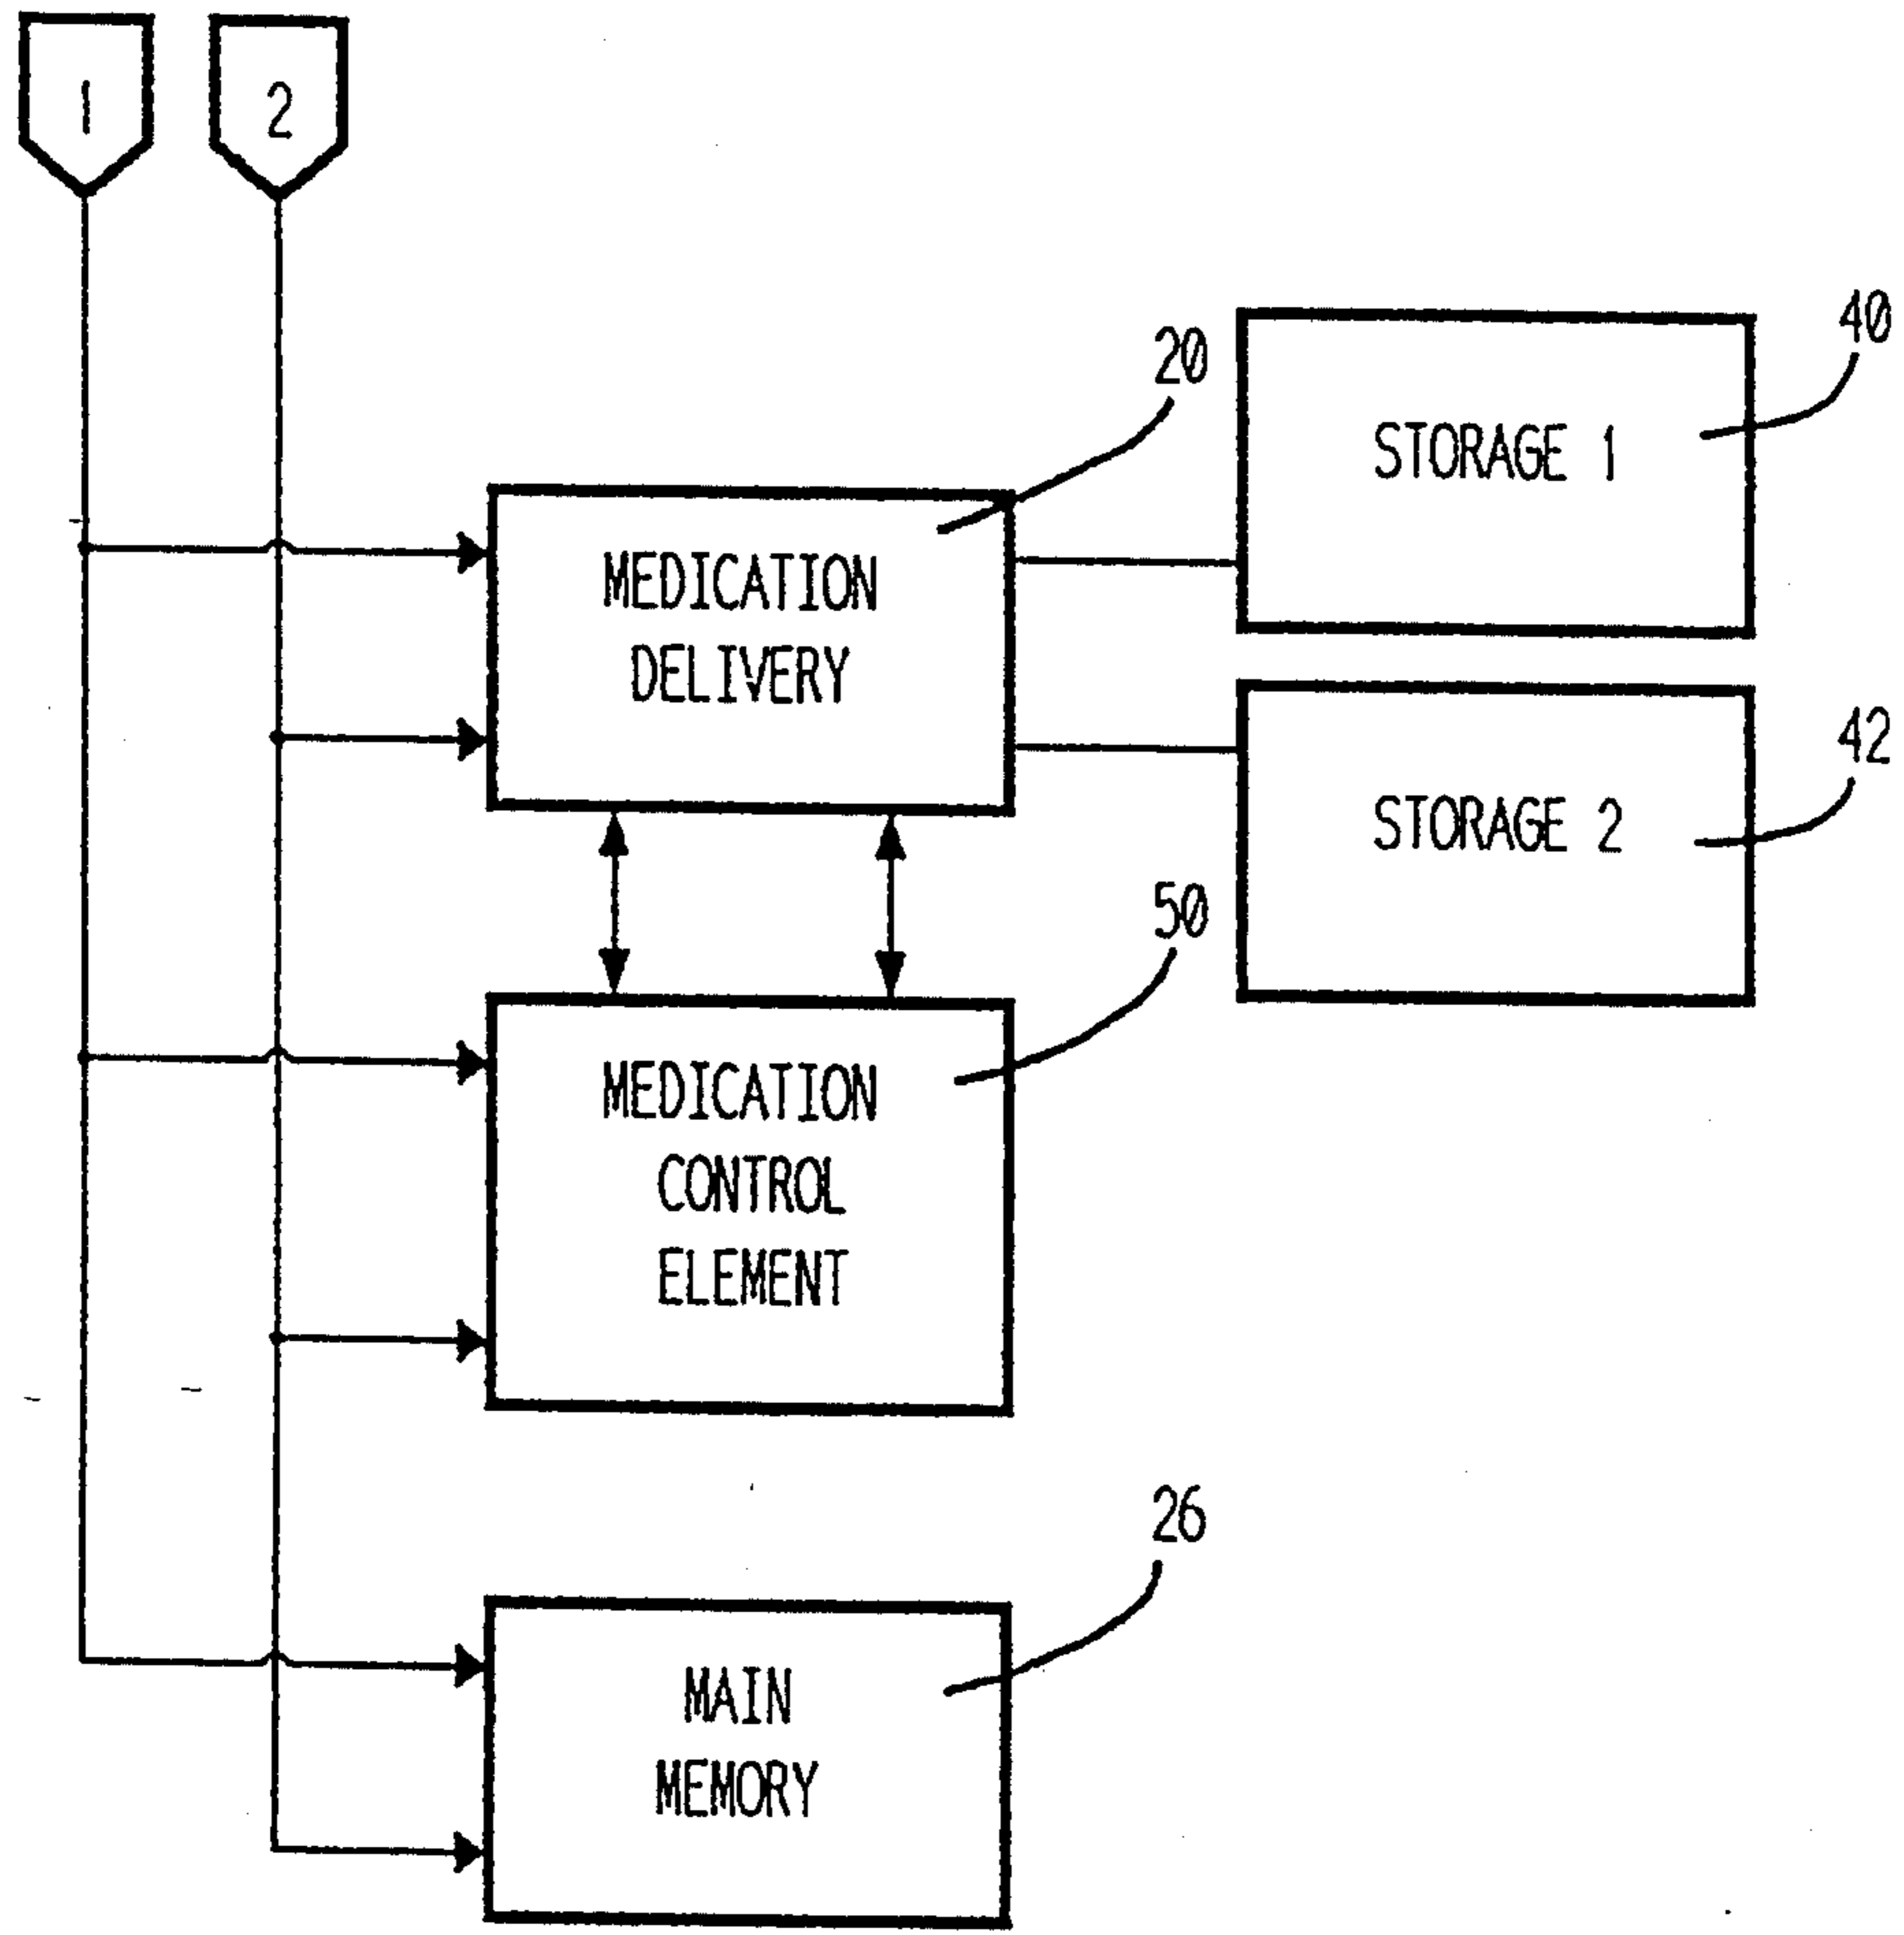 1
2
40
20
STORAGE 1
MEDICATION
DELIVERY
42
STORAGE 2
50
MEDICATION
CONTROL
ELEMENT
26
MAIN
MEMORY